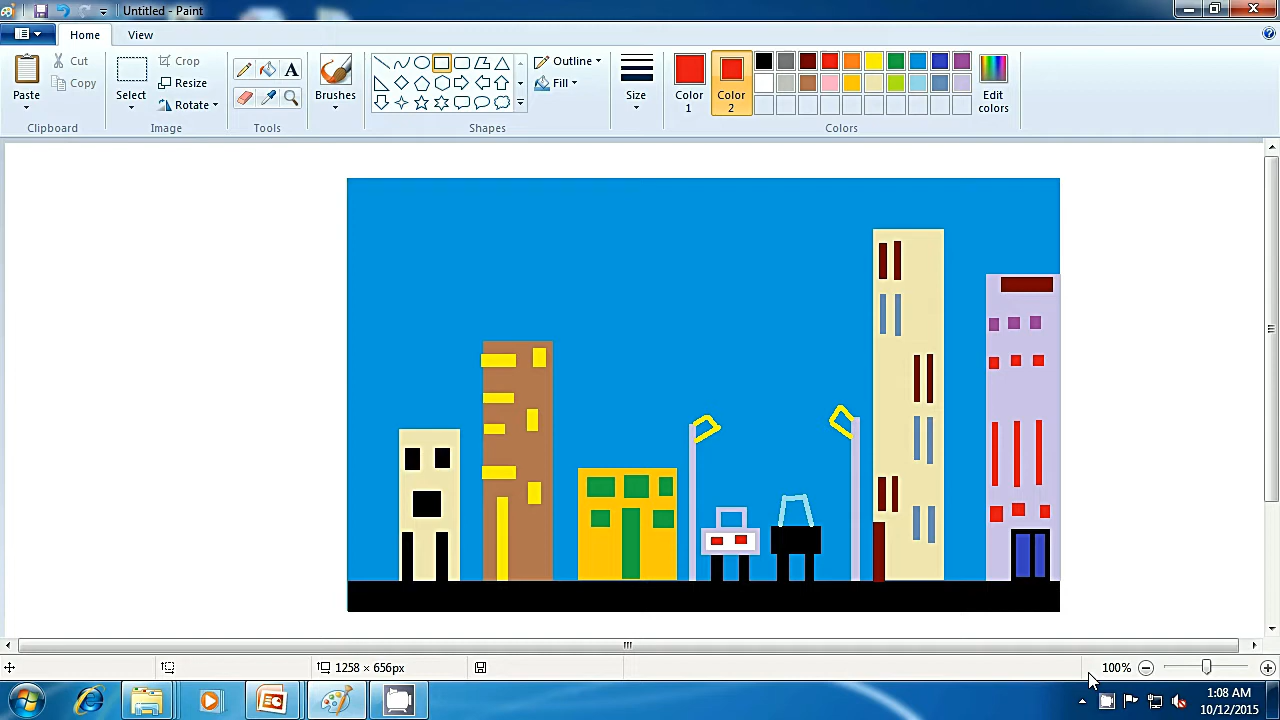 Untitled - Paint
Home View
Paste
Cut
Copy
Clipboard
Select
Crop
Resize
Rotate
Image
A
Tools
Brushes
Outline
Fill
Shapes
Size
Color 1
Color 2
Edit colors
Colors
1258 × 656px
100%
1:08 AM
10/12/2015